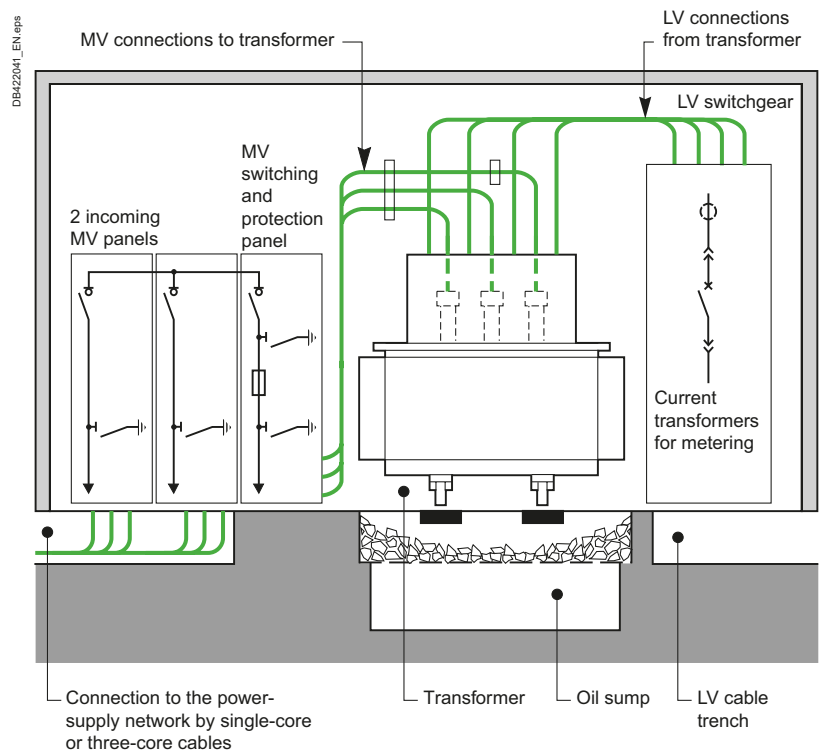 DB422041_EN.eps
MV connections to transformer
LV connections
from transformer
LV switchgear
MV
switching
and
protection
panel
2 incoming
MV panels
Current
transformers
for metering
Connection to the power-
supply network by single-core
or three-core cables
Transformer
Oil sump
LV cable
trench